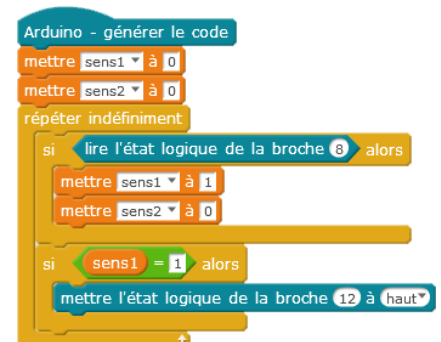 Arduino - générer le code
mettre sens1 à 0
mettre sens2 à 0
répéter indéfiniment
si lire l'état logique de la broche 8 alors
mettre sens1 à 1
mettre sens2 à 0
si sens1 = 1 alors
mettre l'état logique de la broche 12 à haut